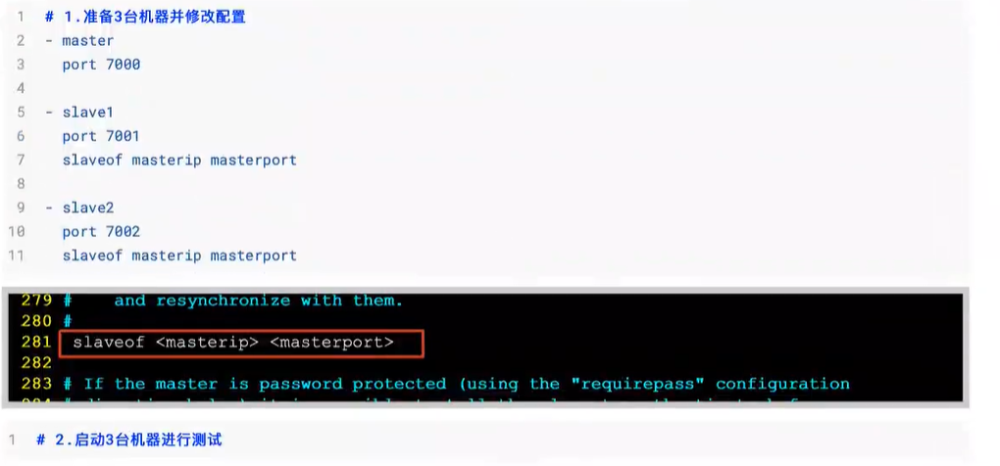 1 # 1.准备3台机器并修改配置
2 - master
3 port 7000
4
5 - slave1
6 port 7001
7 slaveof masterip masterport
8
9 - slave2
10 port 7002
11 slaveof masterip masterport
279 # and resynchronize with them.
280 #
281 slaveof <masterip> <masterport>
282
283 # If the master is password protected (using the "requirepass" configuration
1 # 2.启动3台机器进行测试